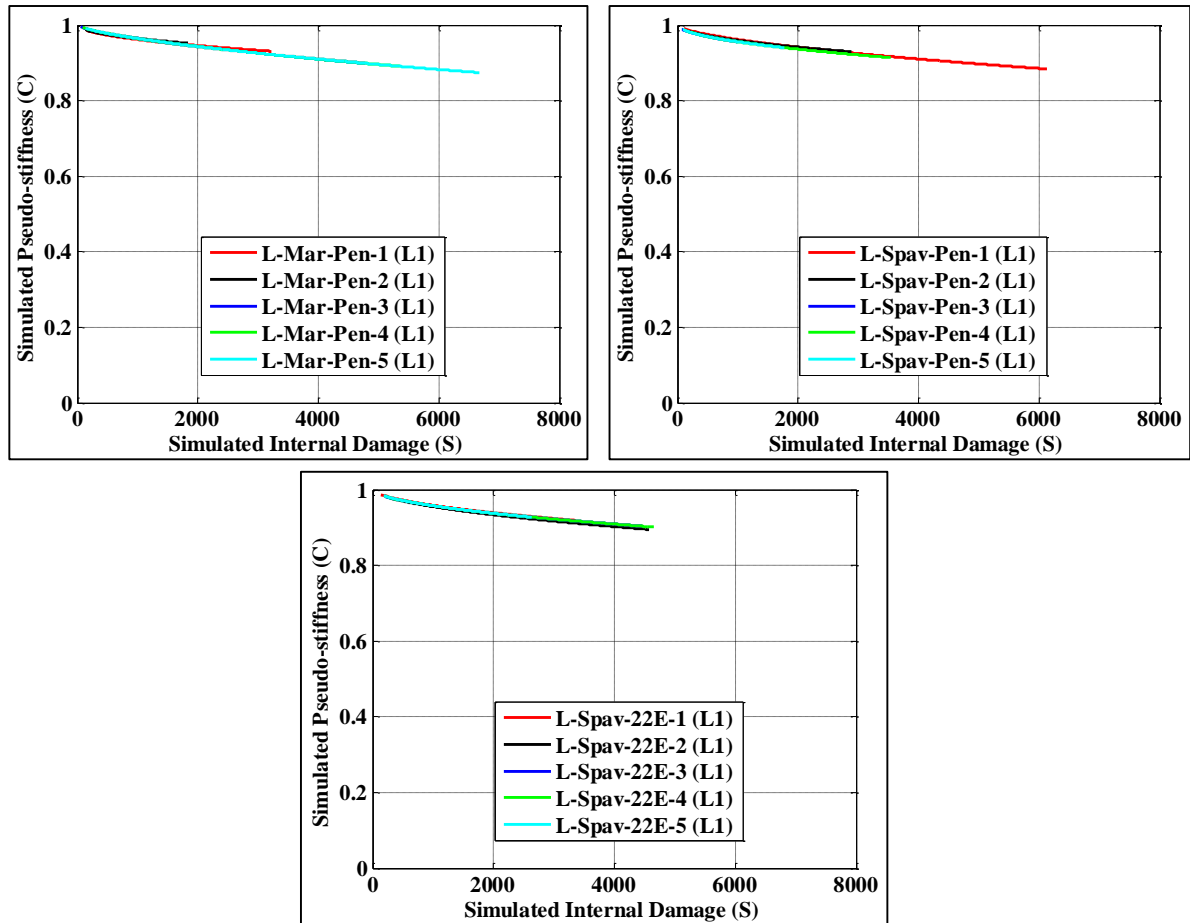 Simulated Pseudo-stiffness (C)
1
0.8
0.6
0.4
0.2
0
L-Mar-Pen-1 (L1)
L-Mar-Pen-2 (L1)
L-Mar-Pen-3 (L1)
L-Mar-Pen-4 (L1)
L-Mar-Pen-5 (L1)
0 2000 4000 6000 8000
Simulated Internal Damage (S)
Simulated Pseudo-stiffness (C)
1
0.8
0.6
0.4
0.2
0
L-Spav-Pen-1 (L1)
L-Spav-Pen-2 (L1)
L-Spav-Pen-3 (L1)
L-Spav-Pen-4 (L1)
L-Spav-Pen-5 (L1)
0 2000 4000 6000 8000
Simulated Internal Damage (S)
Simulated Pseudo-stiffness (C)
1
0.8
0.6
0.4
0.2
0
L-Spav-22E-1 (L1)
L-Spav-22E-2 (L1)
L-Spav-22E-3 (L1)
L-Spav-22E-4 (L1)
L-Spav-22E-5 (L1)
0 2000 4000 6000 8000
Simulated Internal Damage (S)